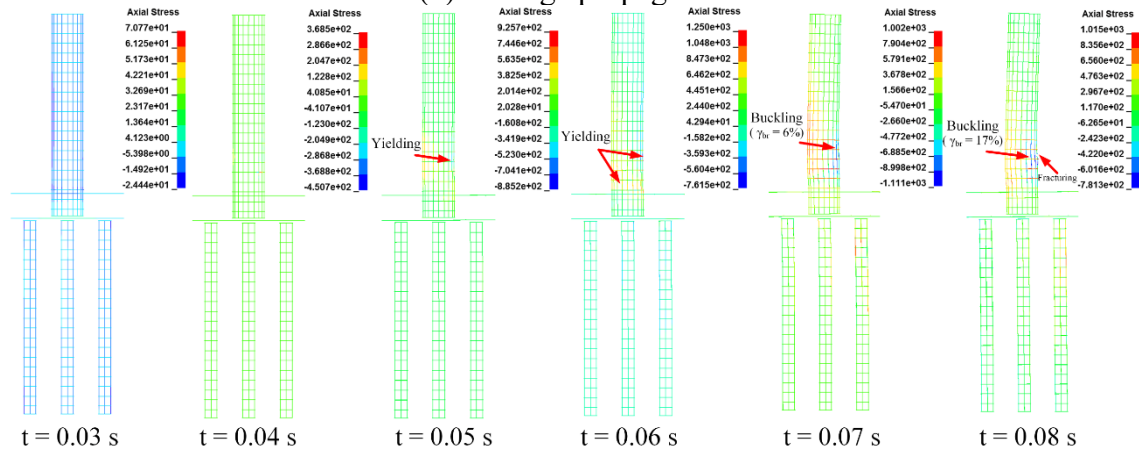 Axial Stress
7.077e+01
6.125e+01
5.173e+01
4.221e+01
3.269e+01
2.317e+01
1.364e+01
4.123e+00
-5.398e+00
-1.492e+01
-2.444e+01
t = 0.03 s
Axial Stress
3.685e+02
2.866e+02
2.047e+02
1.228e+02
4.085e+01
-4.107e+01
-1.230e+02
-2.049e+02
-2.868e+02
-3.688e+02
-4.507e+02
t = 0.04 s
Yielding
Axial Stress
9.257e+02
7.446e+02
5.635e+02
3.825e+02
2.014e+02
2.028e+01
-1.608e+02
-3.419e+02
-5.230e+02
-7.041e+02
-8.852e+02
t = 0.05 s
Yielding
Axial Stress
1.250e+03
1.048e+03
8.473e+02
6.462e+02
4.451e+02
2.440e+02
4.294e+01
-1.582e+02
-3.593e+02
-5.604e+02
-7.615e+02
t = 0.06 s
Buckling
( γbr = 6%)
Axial Stress
1.002e+03
7.904e+02
5.791e+02
3.678e+02
1.566e+02
-5.470e+01
-2.660e+02
-4.772e+02
-6.885e+02
-8.998e+02
-1.111e+03
t = 0.07 s
Buckling
( γbr = 17%)
Fracturing
Axial Stress
1.015e+03
8.356e+02
6.560e+02
4.763e+02
2.967e+02
1.170e+02
-6.265e+01
-2.423e+02
-4.220e+02
-6.016e+02
-7.813e+02
t = 0.08 s